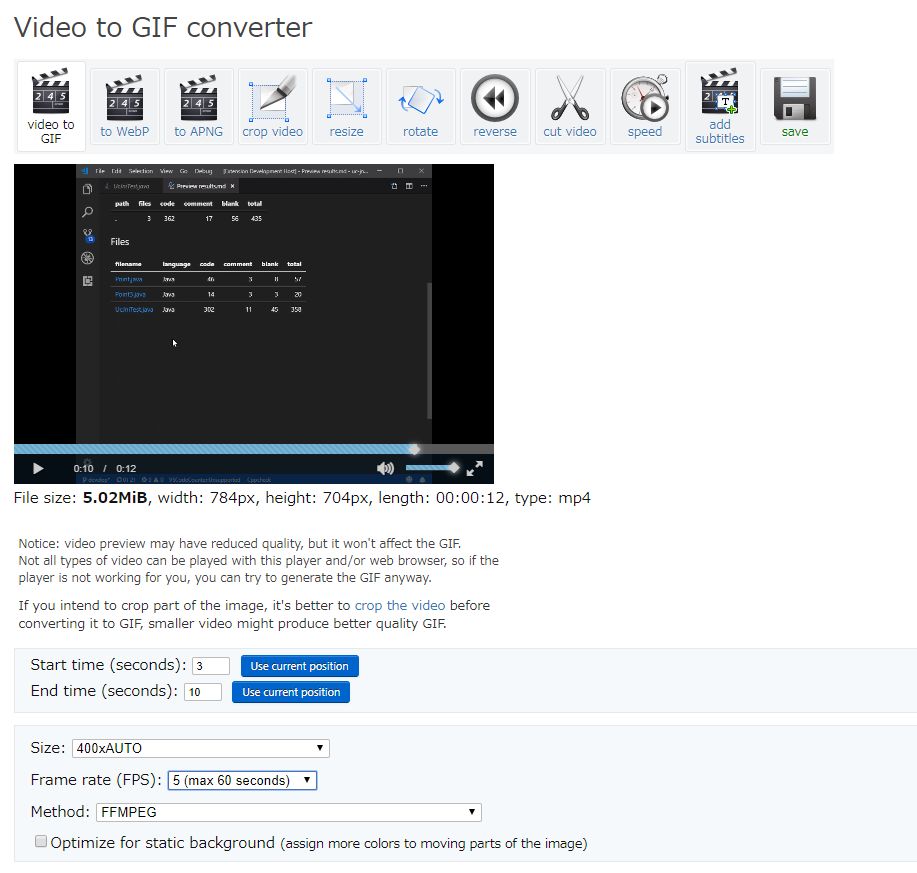 Video to GIF converter
video to GIF
to WebP
to APNG
crop video
resize
rotate
reverse
cut video
speed
add subtitles
save
File Edit Selection View Go Debug [Extension Development Host] - Preview results.md - uc-jn...
UcIniTest.java Preview results.md ×
path files code comment blank total
. 3 362 17 56 435
Files
filename language code comment blank total
Point.java Java 46 3 8 57
Point3.java Java 14 3 3 20
UcIniTest.java Java 302 11 45 358
0:10 / 0:12
File size: 5.02MiB, width: 784px, height: 704px, length: 00:00:12, type: mp4
Notice: video preview may have reduced quality, but it won't affect the GIF.
Not all types of video can be played with this player and/or web browser, so if the
player is not working for you, you can try to generate the GIF anyway.
If you intend to crop part of the image, it's better to crop the video before
converting it to GIF, smaller video might produce better quality GIF.
Start time (seconds): 3 Use current position
End time (seconds): 10 Use current position
Size: 400xAUTO
Frame rate (FPS): 5 (max 60 seconds)
Method: FFMPEG
Optimize for static background (assign more colors to moving parts of the image)